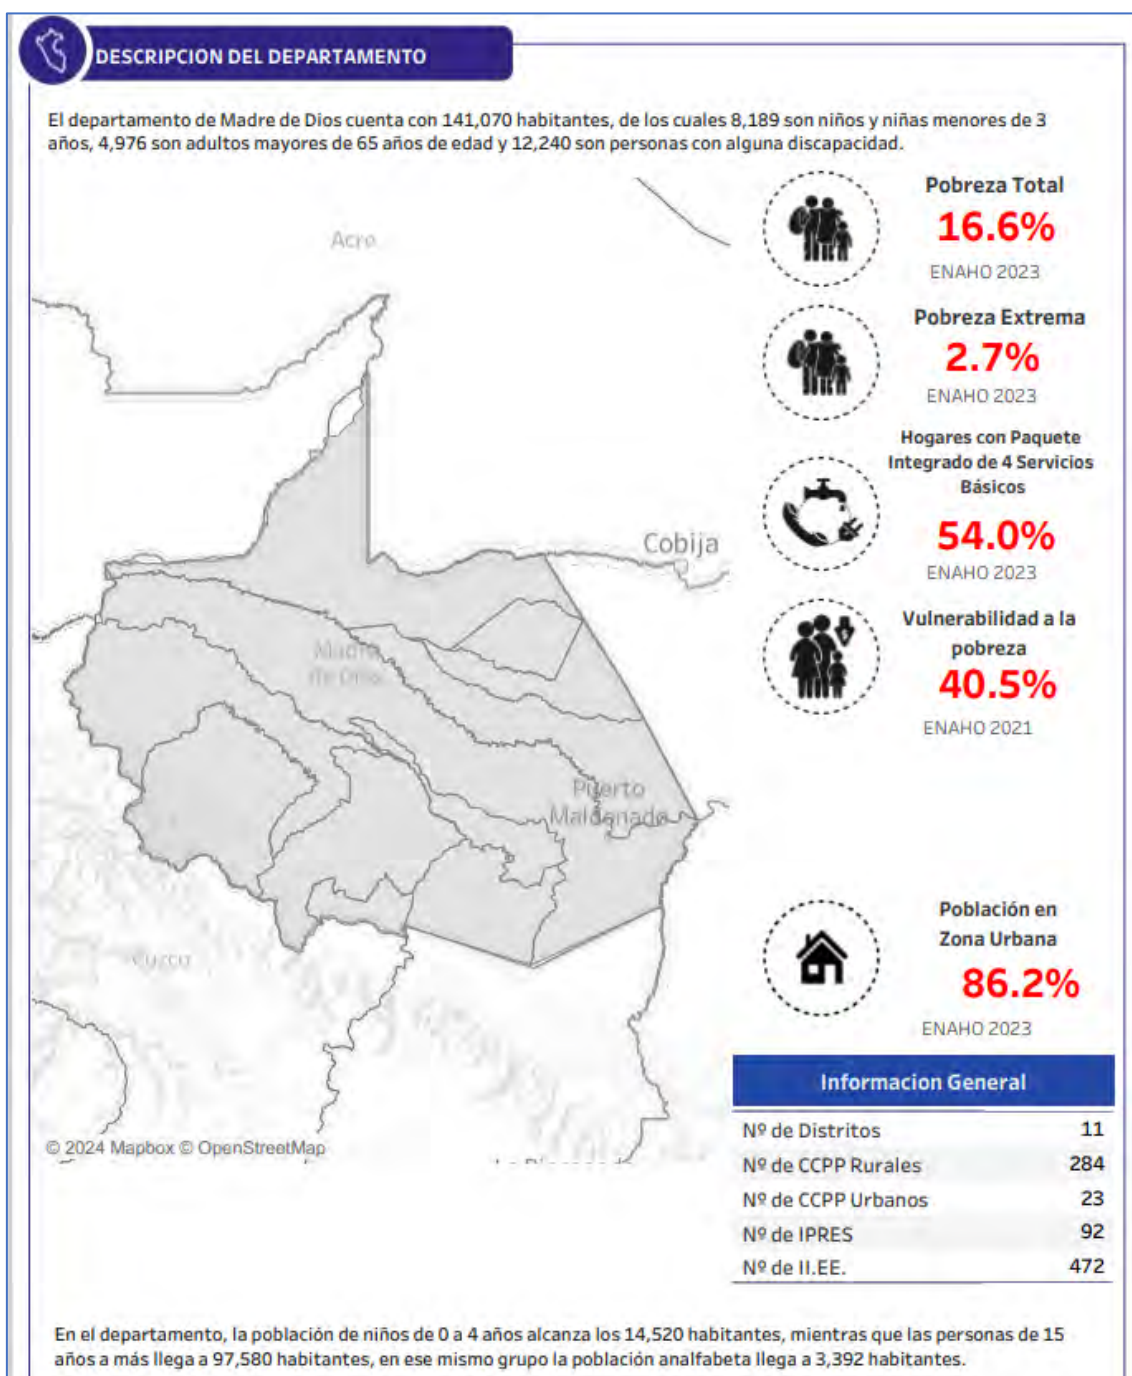 DESCRIPCION DEL DEPARTAMENTO
El departamento de Madre de Dios cuenta con 141,070 habitantes, de los cuales 8,189 son niños y niñas menores de 3
años, 4,976 son adultos mayores de 65 años de edad y 12,240 son personas con alguna discapacidad.
Acre
Cobija
Madre
de Dios
Puerto
Maldonado
Cuzco
© 2024 Mapbox © OpenStreetMap
Pobreza Total
16.6%
ENAHO 2023
Pobreza Extrema
2.7%
ENAHO 2023
Hogares con Paquete
Integrado de 4 Servicios
Básicos
54.0%
ENAHO 2023
Vulnerabilidad a la
pobreza
40.5%
ENAHO 2021
Población en
Zona Urbana
86.2%
ENAHO 2023
Informacion General
Nº de Distritos 11
Nº de CCPP Rurales 284
Nº de CCPP Urbanos 23
Nº de IPRES 92
Nº de II.EE. 472
En el departamento, la población de niños de 0 a 4 años alcanza los 14,520 habitantes, mientras que las personas de 15
años a más llega a 97,580 habitantes, en ese mismo grupo la población analfabeta llega a 3,392 habitantes.